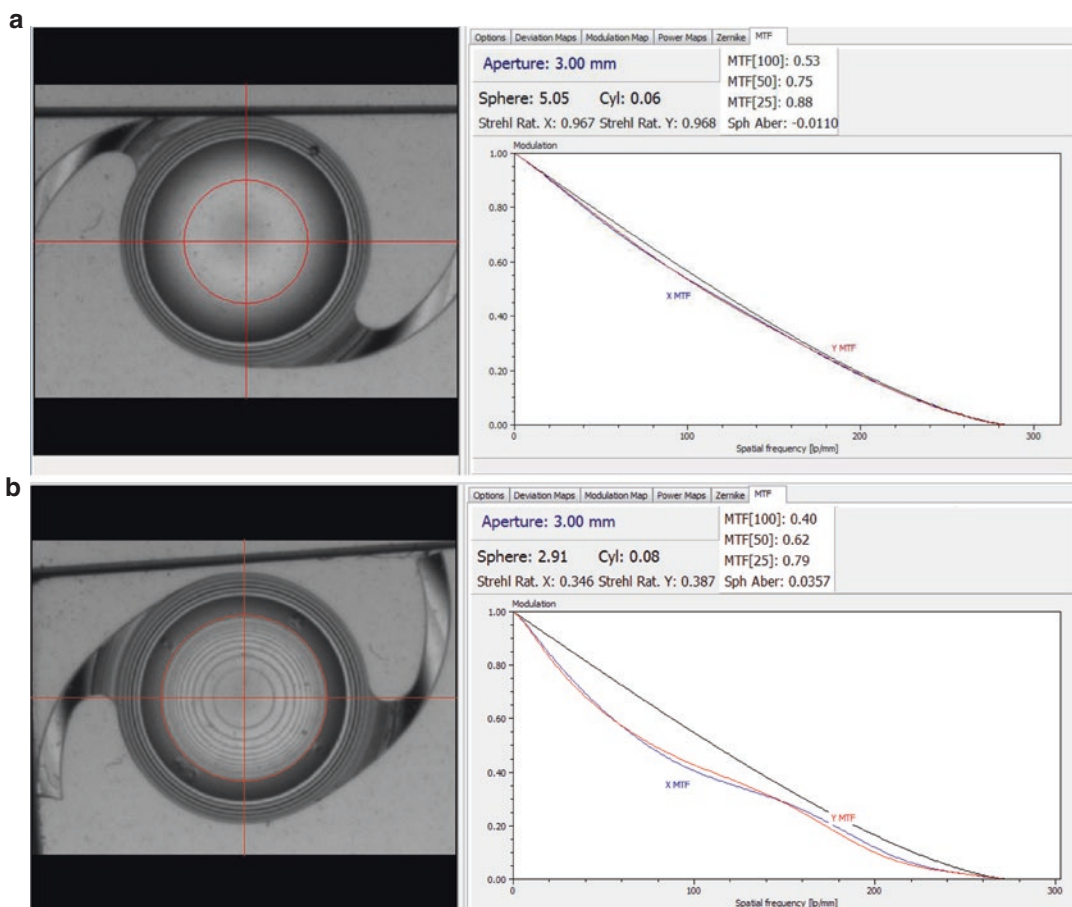 a
Options Deviation Maps Modulation Map Power Maps Zernike MTF
Aperture: 3.00 mm
MTF[100]: 0.53
MTF[50]: 0.75
MTF[25]: 0.88
Sphere: 5.05 Cyl: 0.06
Strehl Rat. X: 0.967 Strehl Rat. Y: 0.968 Sph Aber: -0.0110
Modulation
1.00
0.80
0.60
X MTF
0.40
Y MTF
0.20
0.00
0 100 200 300
Spatial frequency [lp/mm]
b
Options Deviation Maps Modulation Map Power Maps Zernike MTF
Aperture: 3.00 mm
MTF[100]: 0.40
MTF[50]: 0.62
MTF[25]: 0.79
Sphere: 2.91 Cyl: 0.08
Strehl Rat. X: 0.346 Strehl Rat. Y: 0.387 Sph Aber: 0.0357
Modulation
1.00
0.80
0.60
0.40
X MTF
0.20
Y MTF
0.00
0 100 200 300
Spatial frequency [lp/mm]